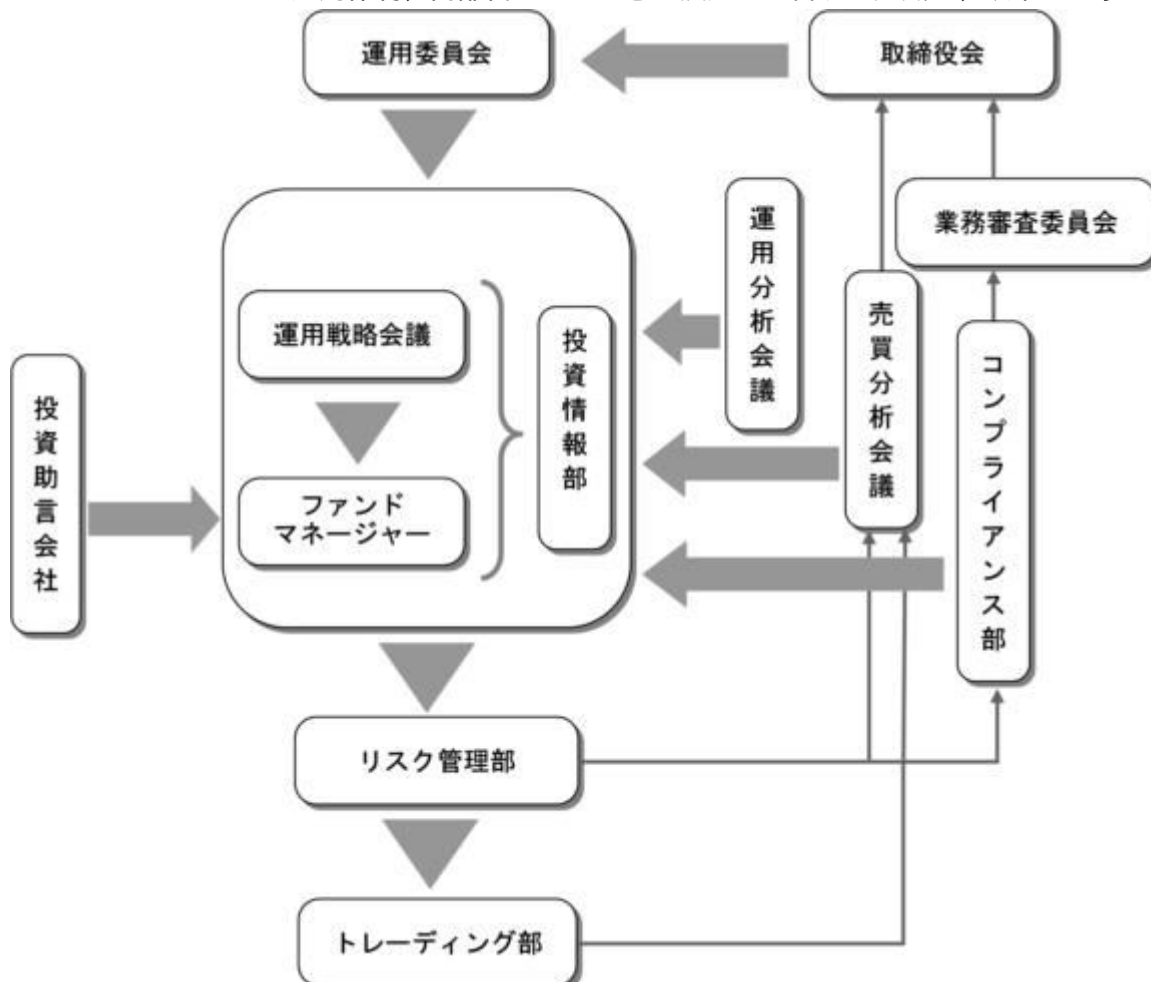 運用委員会
取締役会
運用分析会議
業務審査委員会
運用戦略会議
投資情報部
売買分析会議
コンプライアンス部
投資助言会社
ファンド
マネージャー
リスク管理部
トレーディング部